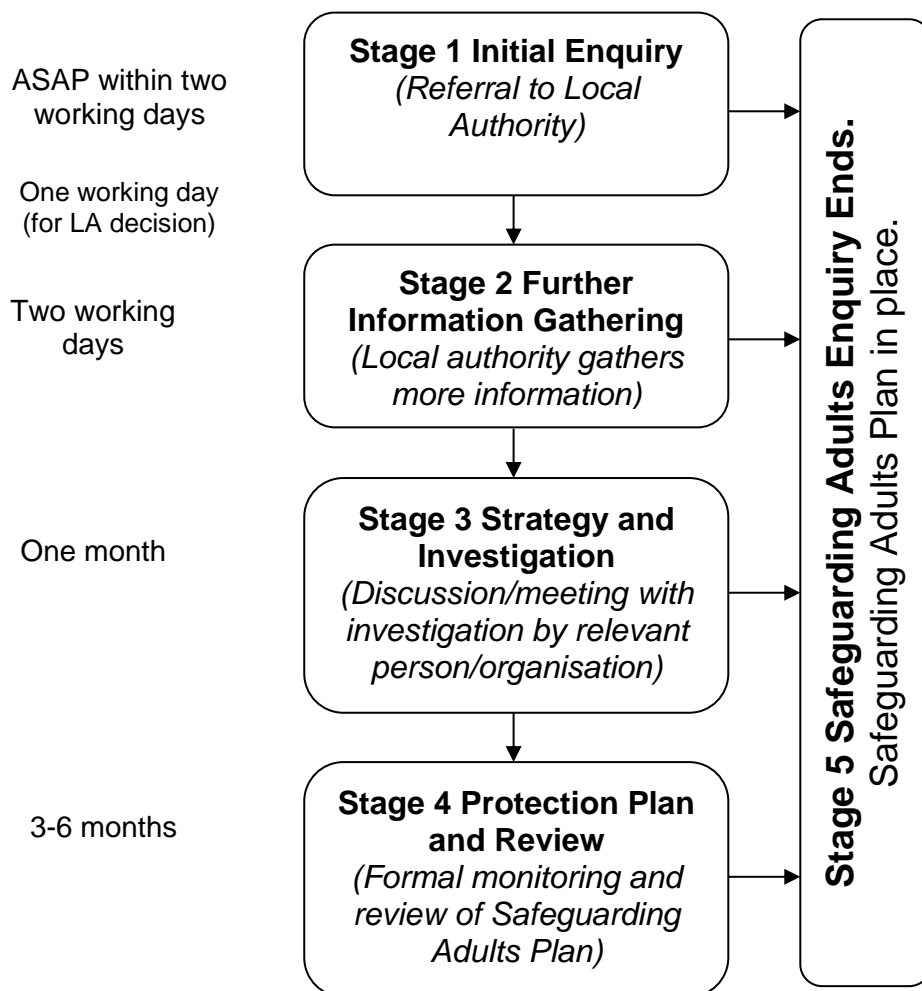 Stage 1 Initial Enquiry
(Referral to Local
Authority)
ASAP within two
working days
One working day
(for LA decision)
Stage 2 Further
Information Gathering
(Local authority gathers
more information)
Two working
days
Stage 3 Strategy and
Investigation
(Discussion/meeting with
investigation by relevant
person/organisation)
One month
Stage 4 Protection Plan
and Review
(Formal monitoring and
review of Safeguarding
Adults Plan)
3-6 months
Stage 5 Safeguarding Adults Enquiry Ends.
Safeguarding Adults Plan in place.